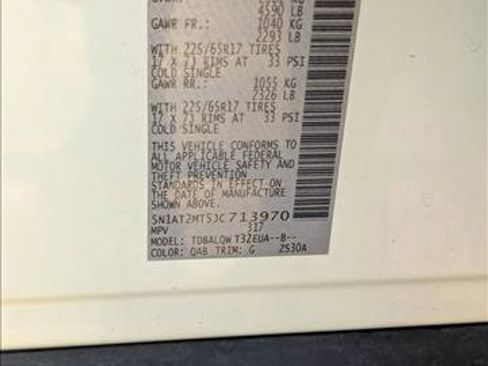 4590 LB
GAWR FR.: 1040 KG
2293 LB
WITH 225/65R17 TIRES
17 X 7J RIMS AT 33 PSI
COLD SINGLE
GAWR RR.: 1055 KG
2326 LB
WITH 225/65R17 TIRES
17 X 7J RIMS AT 33 PSI
COLD SINGLE
THIS VEHICLE CONFORMS TO
ALL APPLICABLE FEDERAL
MOTOR VEHICLE SAFETY AND
THEFT PREVENTION
STANDARDS IN EFFECT ON
THE DATE OF MANUFACTURE
SHOWN ABOVE.
5N1AT2MT5JC713970
MPV 317
MODEL: TDBALQW T32EUA--B--
COLOR: QAB TRIM: G 2530A